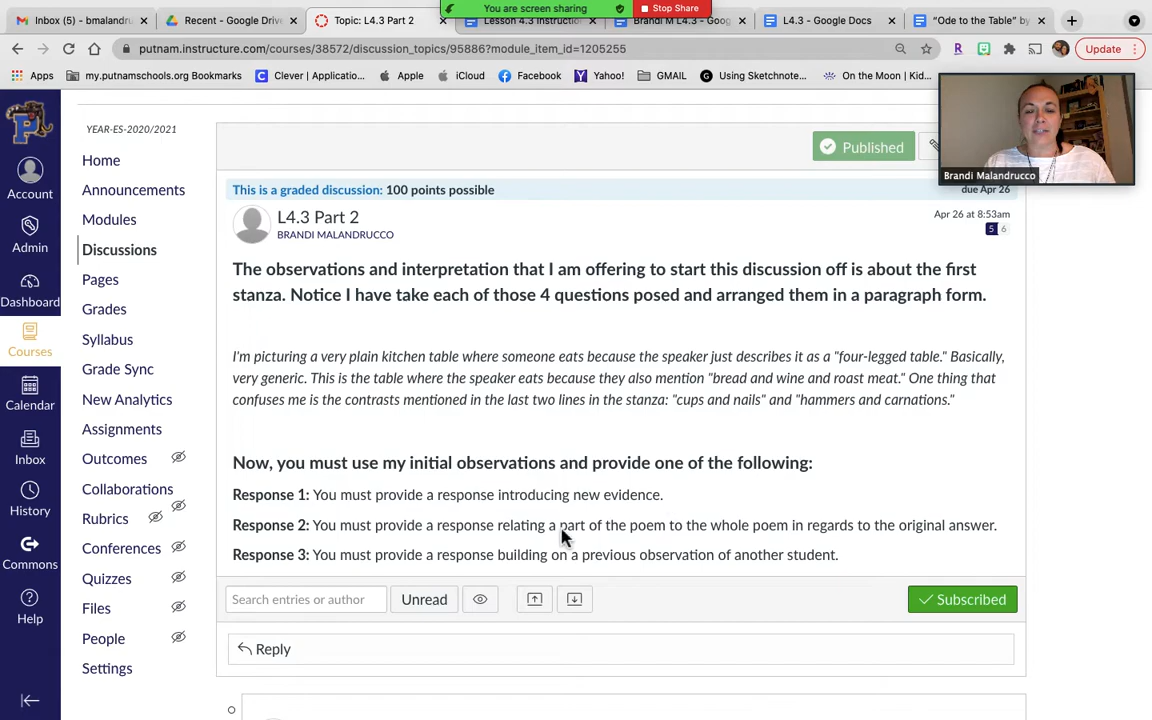 You are screen sharing
Stop Share
Inbox (5) - bmalandru
Recent - Google Driv
Topic: L4.3 Part 2
Lesson 4.3 Instructi
Brandi M L4.3 - Goog
L4.3 - Google Docs
"Ode to the Table" by
putnam.instructure.com/courses/38572/discussion_topics/95886?module_item_id=1205255
Update
Apps
my.putnamschools.org Bookmarks
Clever | Applicatio...
Apple
iCloud
Facebook
Yahoo!
GMAIL
Using Sketchnote...
On the Moon | Kid...
Brandi Malandrucco
Account
Admin
Dashboard
Courses
Calendar
Inbox
History
Commons
Help
YEAR-ES-2020/2021
Home
Announcements
Modules
Discussions
Pages
Grades
Syllabus
Grade Sync
New Analytics
Assignments
Outcomes
Collaborations
Rubrics
Conferences
Quizzes
Files
People
Settings
Published
This is a graded discussion: 100 points possible
due Apr 26
L4.3 Part 2
BRANDI MALANDRUCCO
Apr 26 at 8:53am
5 6
The observations and interpretation that I am offering to start this discussion off is about the first
stanza. Notice I have take each of those 4 questions posed and arranged them in a paragraph form.
I'm picturing a very plain kitchen table where someone eats because the speaker just describes it as a "four-legged table." Basically,
very generic. This is the table where the speaker eats because they also mention "bread and wine and roast meat." One thing that
confuses me is the contrasts mentioned in the last two lines in the stanza: "cups and nails" and "hammers and carnations."
Now, you must use my initial observations and provide one of the following:
Response 1: You must provide a response introducing new evidence.
Response 2: You must provide a response relating a part of the poem to the whole poem in regards to the original answer.
Response 3: You must provide a response building on a previous observation of another student.
Search entries or author
Unread
Subscribed
Reply